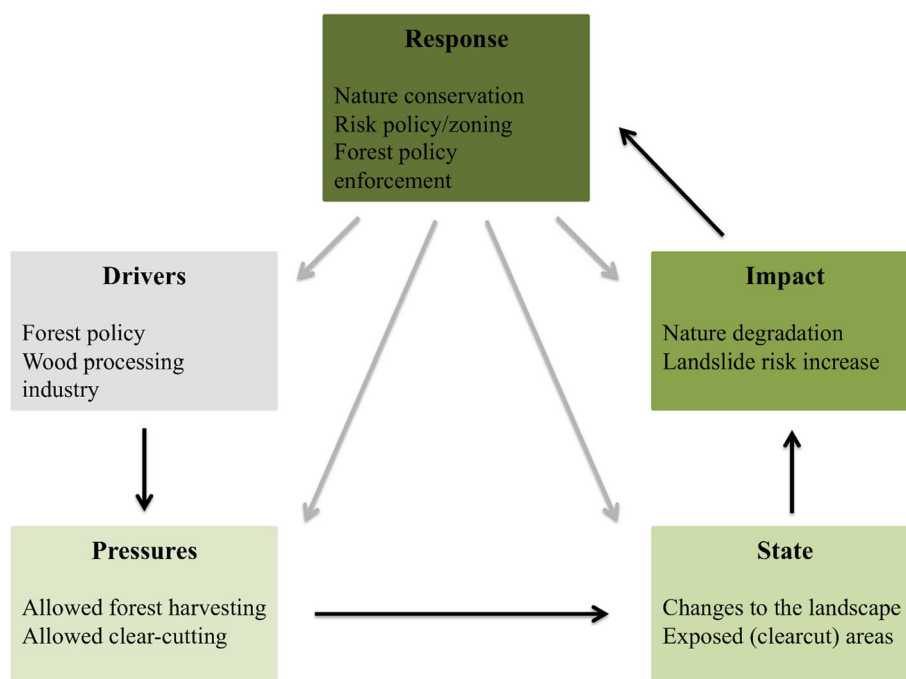 Response
Nature conservation
Risk policy/zoning
Forest policy
enforcement
Drivers
Forest policy
Wood processing
industry
Impact
Nature degradation
Landslide risk increase
Pressures
Allowed forest harvesting
Allowed clear-cutting
State
Changes to the landscape
Exposed (clearcut) areas